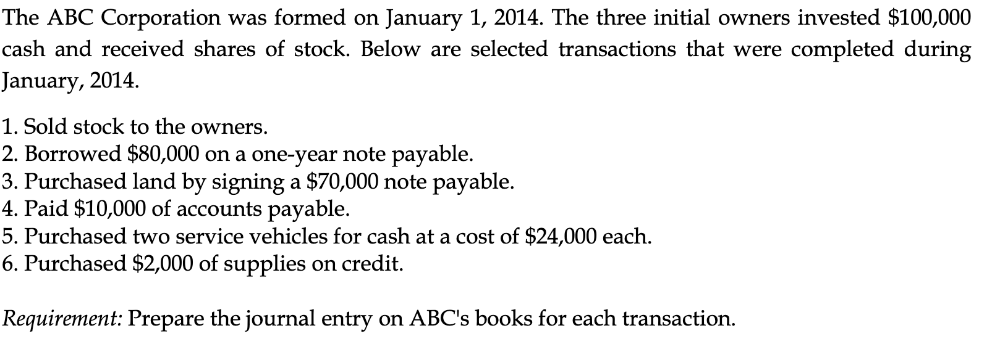 The ABC Corporation was formed on January 1, 2014. The three initial owners invested $100,000
cash and received shares of stock. Below are selected transactions that were completed during
January, 2014.
1. Sold stock to the owners.
2. Borrowed $80,000 on a one-year note payable.
3. Purchased land by signing a $70,000 note payable.
4. Paid $10,000 of accounts payable.
5. Purchased two service vehicles for cash at a cost of $24,000 each.
6. Purchased $2,000 of supplies on credit.
Requirement: Prepare the journal entry on ABC's books for each transaction.